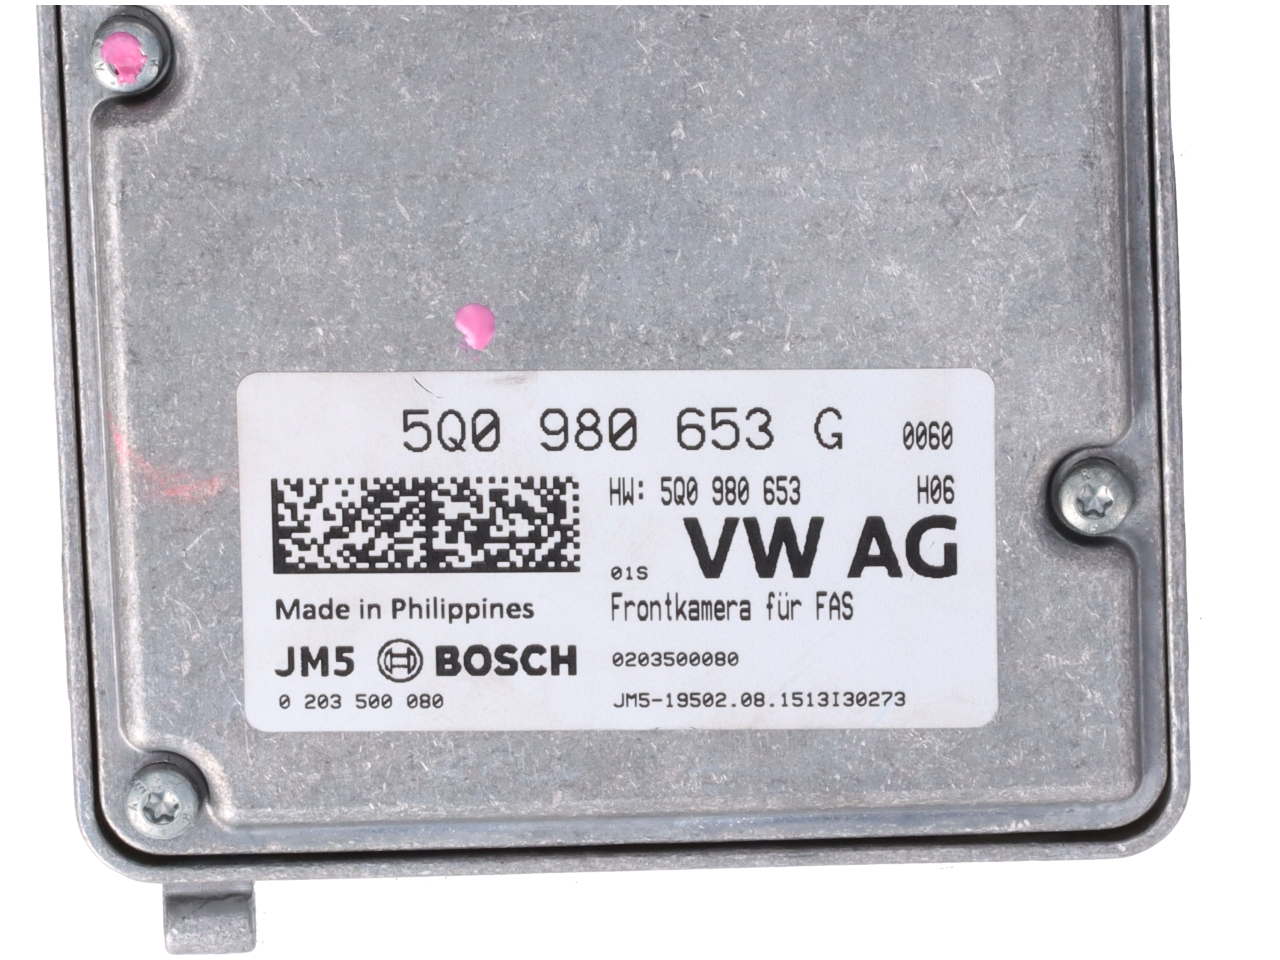 5Q0 980 653 G 0060
HW: 5Q0 980 653 H06
VW AG
01S
Made in Philippines
Frontkamera für FAS
JM5 BOSCH
0203500080
0 203 500 080
JM5-19502.08.1513I30273